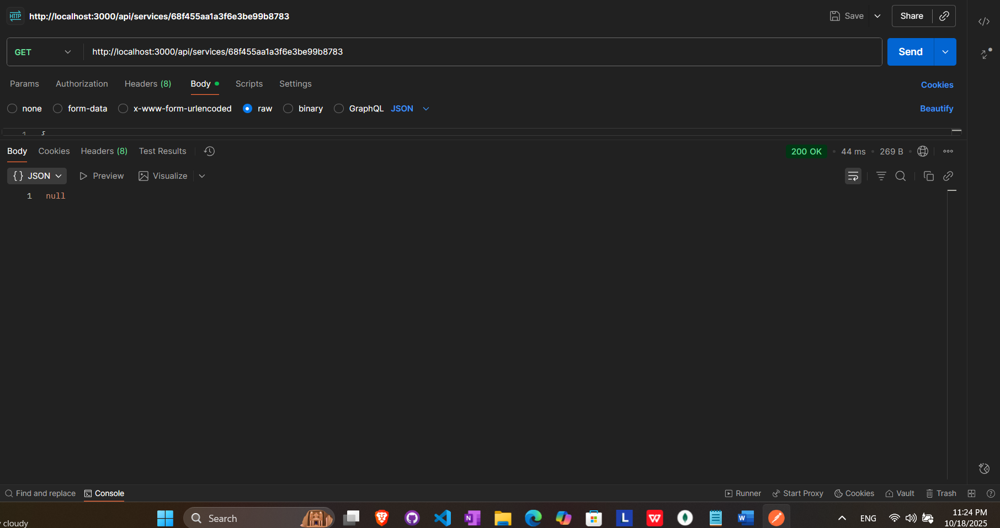 HTTP http://localhost:3000/api/services/68f455aa1a3f6e3be99b8783 Save Share
GET http://localhost:3000/api/services/68f455aa1a3f6e3be99b8783 Send
Params Authorization Headers (8) Body Scripts Settings Cookies
none form-data x-www-form-urlencoded raw binary GraphQL JSON Beautify
1 {
Body Cookies Headers (8) Test Results 200 OK • 44 ms • 269 B •
{} JSON Preview Visualize
1 null
Find and replace Console Runner Start Proxy Cookies Vault Trash
cloudy Search ENG 11:24 PM
10/18/2025